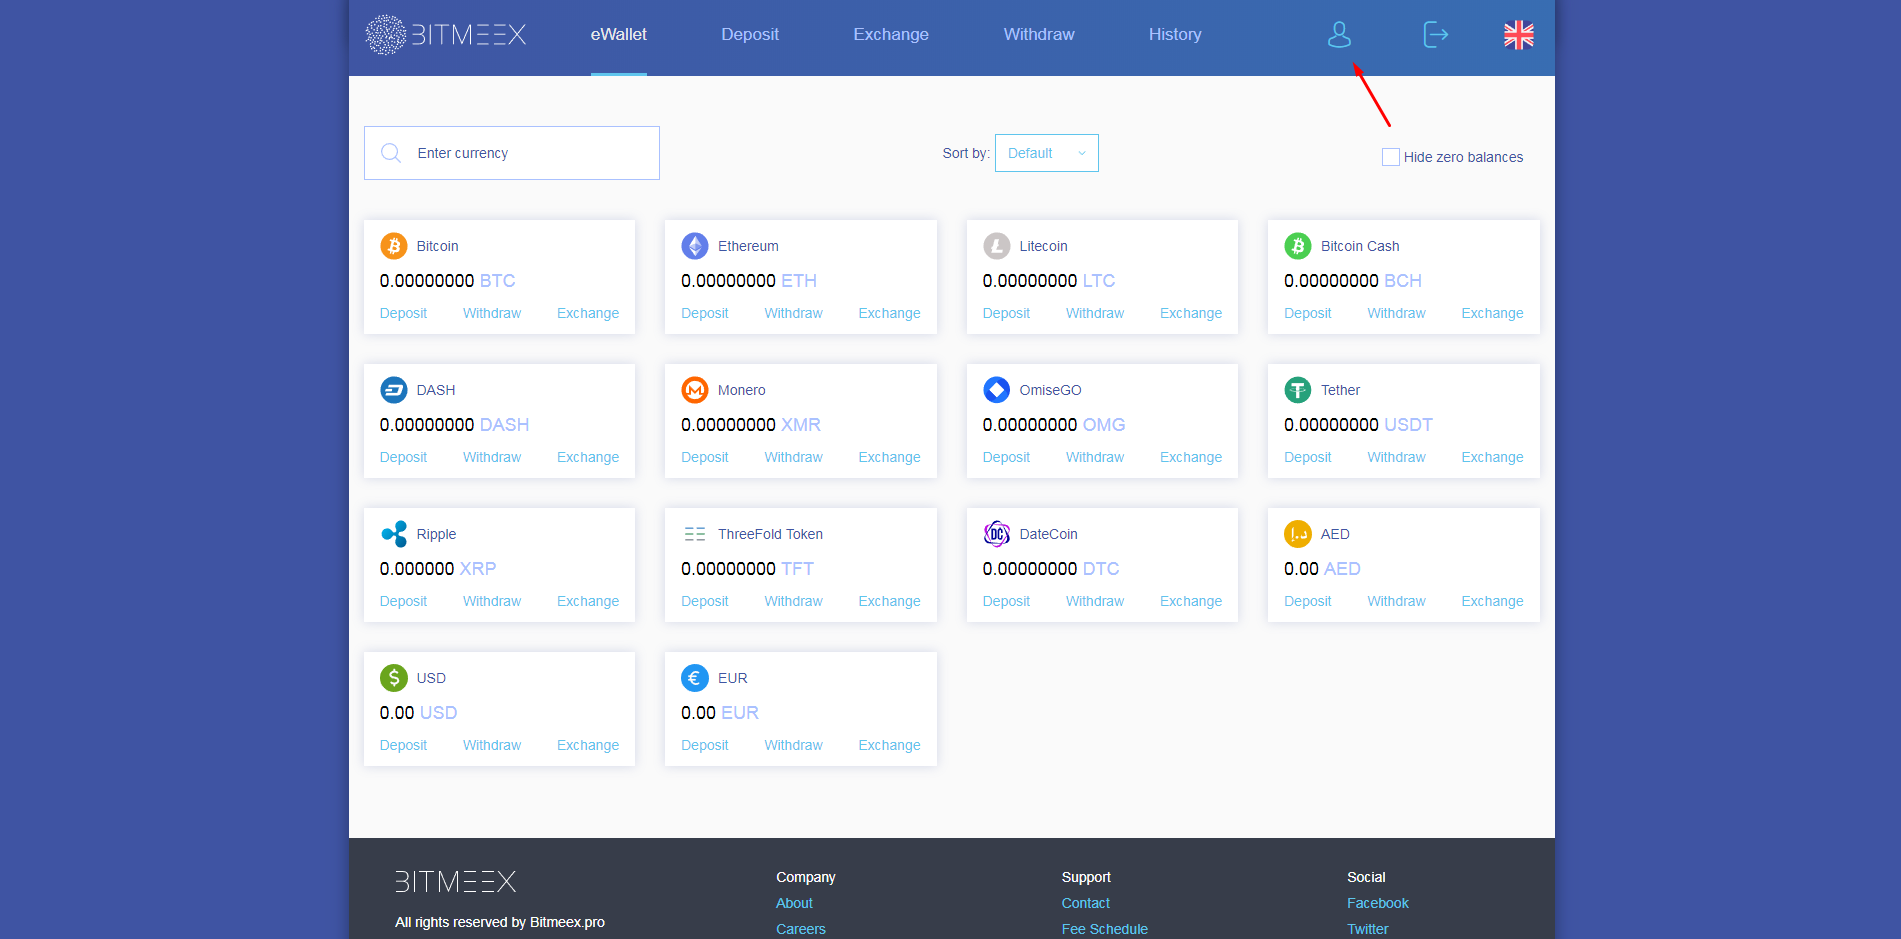 BITMEEX eWallet Deposit Exchange Withdraw History
Enter currency Sort by: Default Hide zero balances
Bitcoin Ethereum Litecoin Bitcoin Cash
0.00000000 BTC 0.00000000 ETH 0.00000000 LTC 0.00000000 BCH
Deposit Withdraw Exchange Deposit Withdraw Exchange Deposit Withdraw Exchange Deposit Withdraw Exchange
DASH Monero OmiseGO Tether
0.00000000 DASH 0.00000000 XMR 0.00000000 OMG 0.00000000 USDT
Deposit Withdraw Exchange Deposit Withdraw Exchange Deposit Withdraw Exchange Deposit Withdraw Exchange
Ripple ThreeFold Token DC DateCoin د.إ AED
0.000000 XRP 0.00000000 TFT 0.00000000 DTC 0.00 AED
Deposit Withdraw Exchange Deposit Withdraw Exchange Deposit Withdraw Exchange Deposit Withdraw Exchange
$ USD € EUR
0.00 USD 0.00 EUR
Deposit Withdraw Exchange Deposit Withdraw Exchange
BITMEEX Company Support Social
About Contact Facebook
All rights reserved by Bitmeex.pro
Careers Fee Schedule Twitter